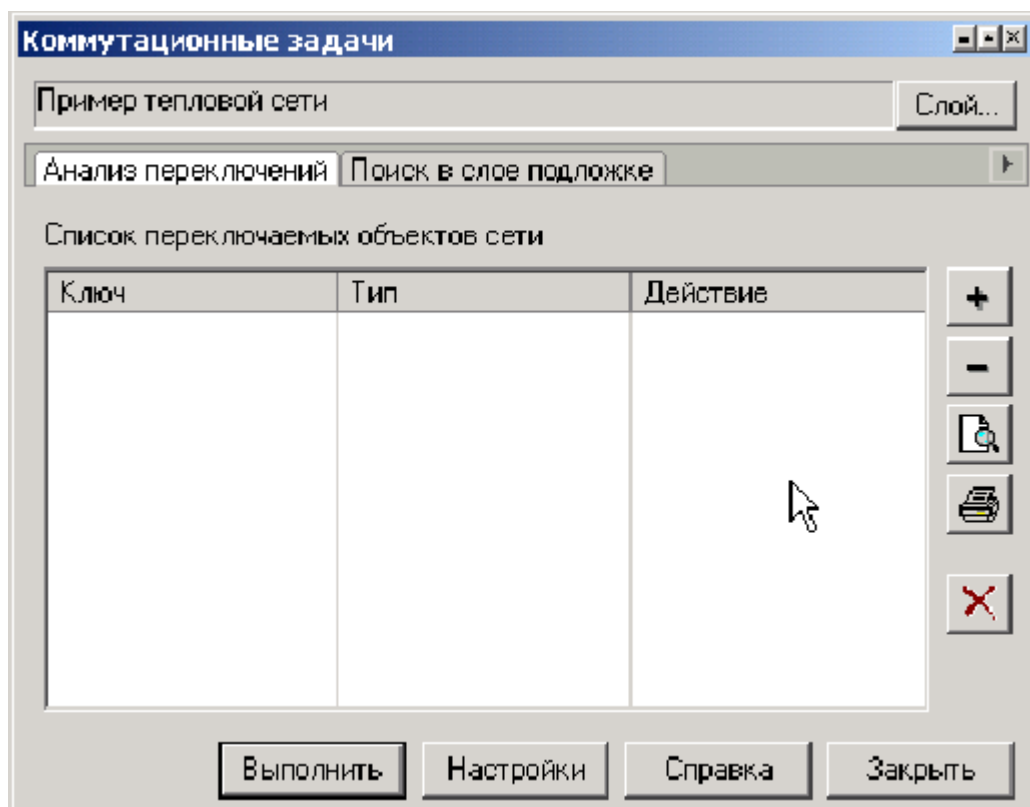 Коммутационные задачи
Пример тепловой сети
Слой...
Анализ переключений Поиск в слое подложке
Список переключаемых объектов сети
Ключ Тип Действие
+
-
Выполнить Настройки Справка Закрыть